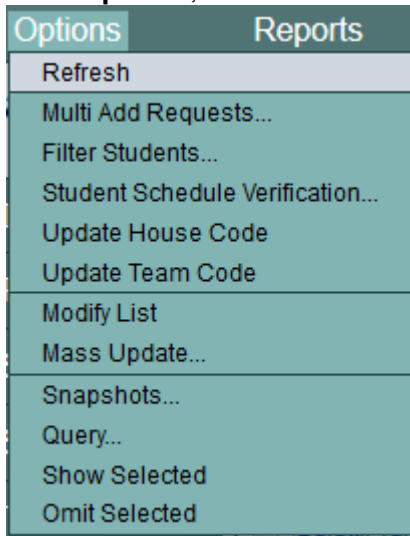 Options Reports
Refresh
Multi Add Requests...
Filter Students...
Student Schedule Verification...
Update House Code
Update Team Code
Modify List
Mass Update...
Snapshots...
Query...
Show Selected
Omit Selected